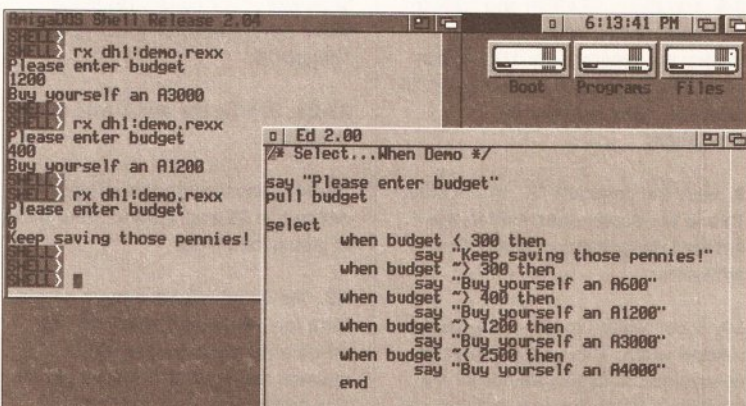 AmigaDOS Shell Release 2.04
SHELL>
SHELL> rx dh1:demo.rexx
Please enter budget
1200
Buy yourself an A3000
SHELL>
SHELL> rx dh1:demo.rexx
Please enter budget
400
Buy yourself an A1200
SHELL>
SHELL> rx dh1:demo.rexx
Please enter budget
0
Keep saving those pennies!
SHELL>
SHELL>
SHELL>
6:13:41 PM
Boot Programs Files
Ed 2.00
/* Select...When Demo */
say "Please enter budget"
pull budget
select
when budget < 300 then
say "Keep saving those pennies!"
when budget ~> 300 then
say "Buy yourself an A600"
when budget ~> 400 then
say "Buy yourself an A1200"
when budget ~> 1200 then
say "Buy yourself an A3000"
when budget ~< 2500 then
say "Buy yourself an A4000"
end